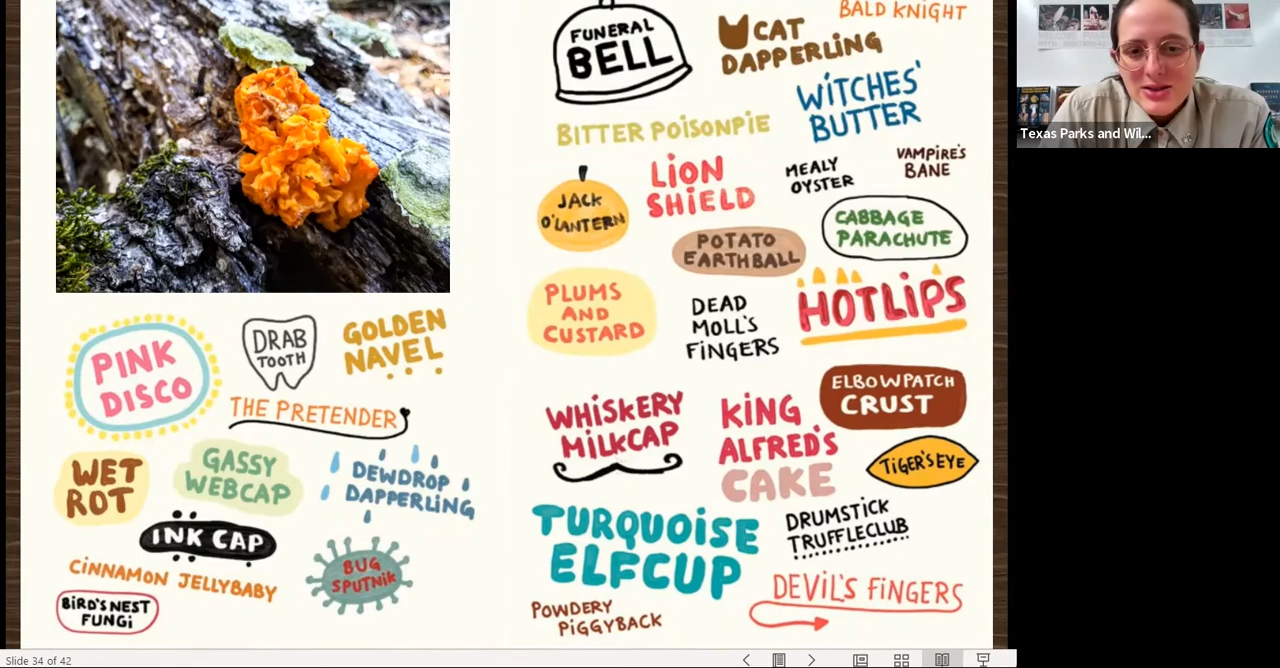 BALD KNIGHT
FUNERAL
BELL
CAT
DAPPERLING
WITCHES'
BUTTER
BITTER POISONPIE
LION
SHIELD
MEALY
OYSTER
VAMPIRE'S
BANE
JACK
O'LANTERN
CABBAGE
PARACHUTE
POTATO
EARTHBALL
PLUMS
AND
CUSTARD
DEAD
MOLL'S
FINGERS
HOTLIPS
PINK
DISCO
DRAB
TOOTH
GOLDEN
NAVEL
THE PRETENDER
WHISKERY
MILKCAP
KING
ALFRED'S
CAKE
ELBOWPATCH
CRUST
TIGER'S EYE
WET
ROT
GASSY
WEBCAP
DEWDROP
DAPPERLING
INK CAP
TURQUOISE
ELFCUP
DRUMSTICK
TRUFFLECLUB
CINNAMON JELLYBABY
BUG
SPUTNIK
DEVIL'S FINGERS
BIRD'S NEST
FUNGI
POWDERY
PIGGYBACK
Texas Parks and Wil...
Slide 34 of 42